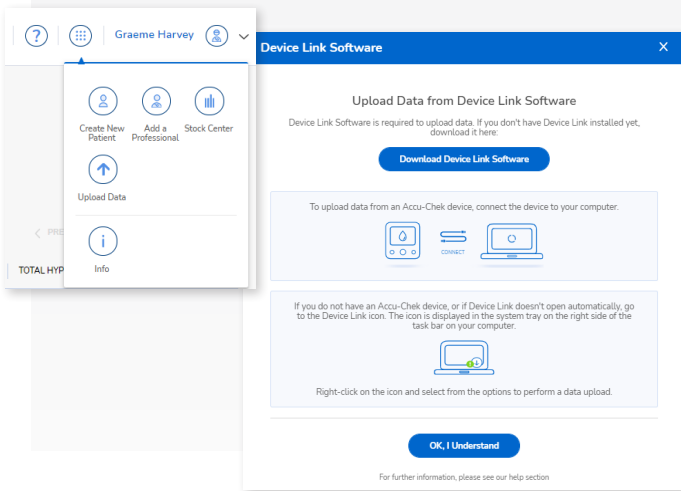 ?
Graeme Harvey
Create New
Patient
Add a
Professional
Stock Center
Upload Data
i
Info
PRE
TOTAL HYP
Device Link Software
X
Upload Data from Device Link Software
Device Link Software is required to upload data. If you don't have Device Link installed yet,
download it here:
Download Device Link Software
To upload data from an Accu-Chek device, connect the device to your computer.
CONNECT
If you do not have an Accu-Chek device, or if Device Link doesn't open automatically, go
to the Device Link icon. The icon is displayed in the system tray on the right side of the
task bar on your computer.
Right-click on the icon and select from the options to perform a data upload.
OK, I Understand
For further information, please see our help section